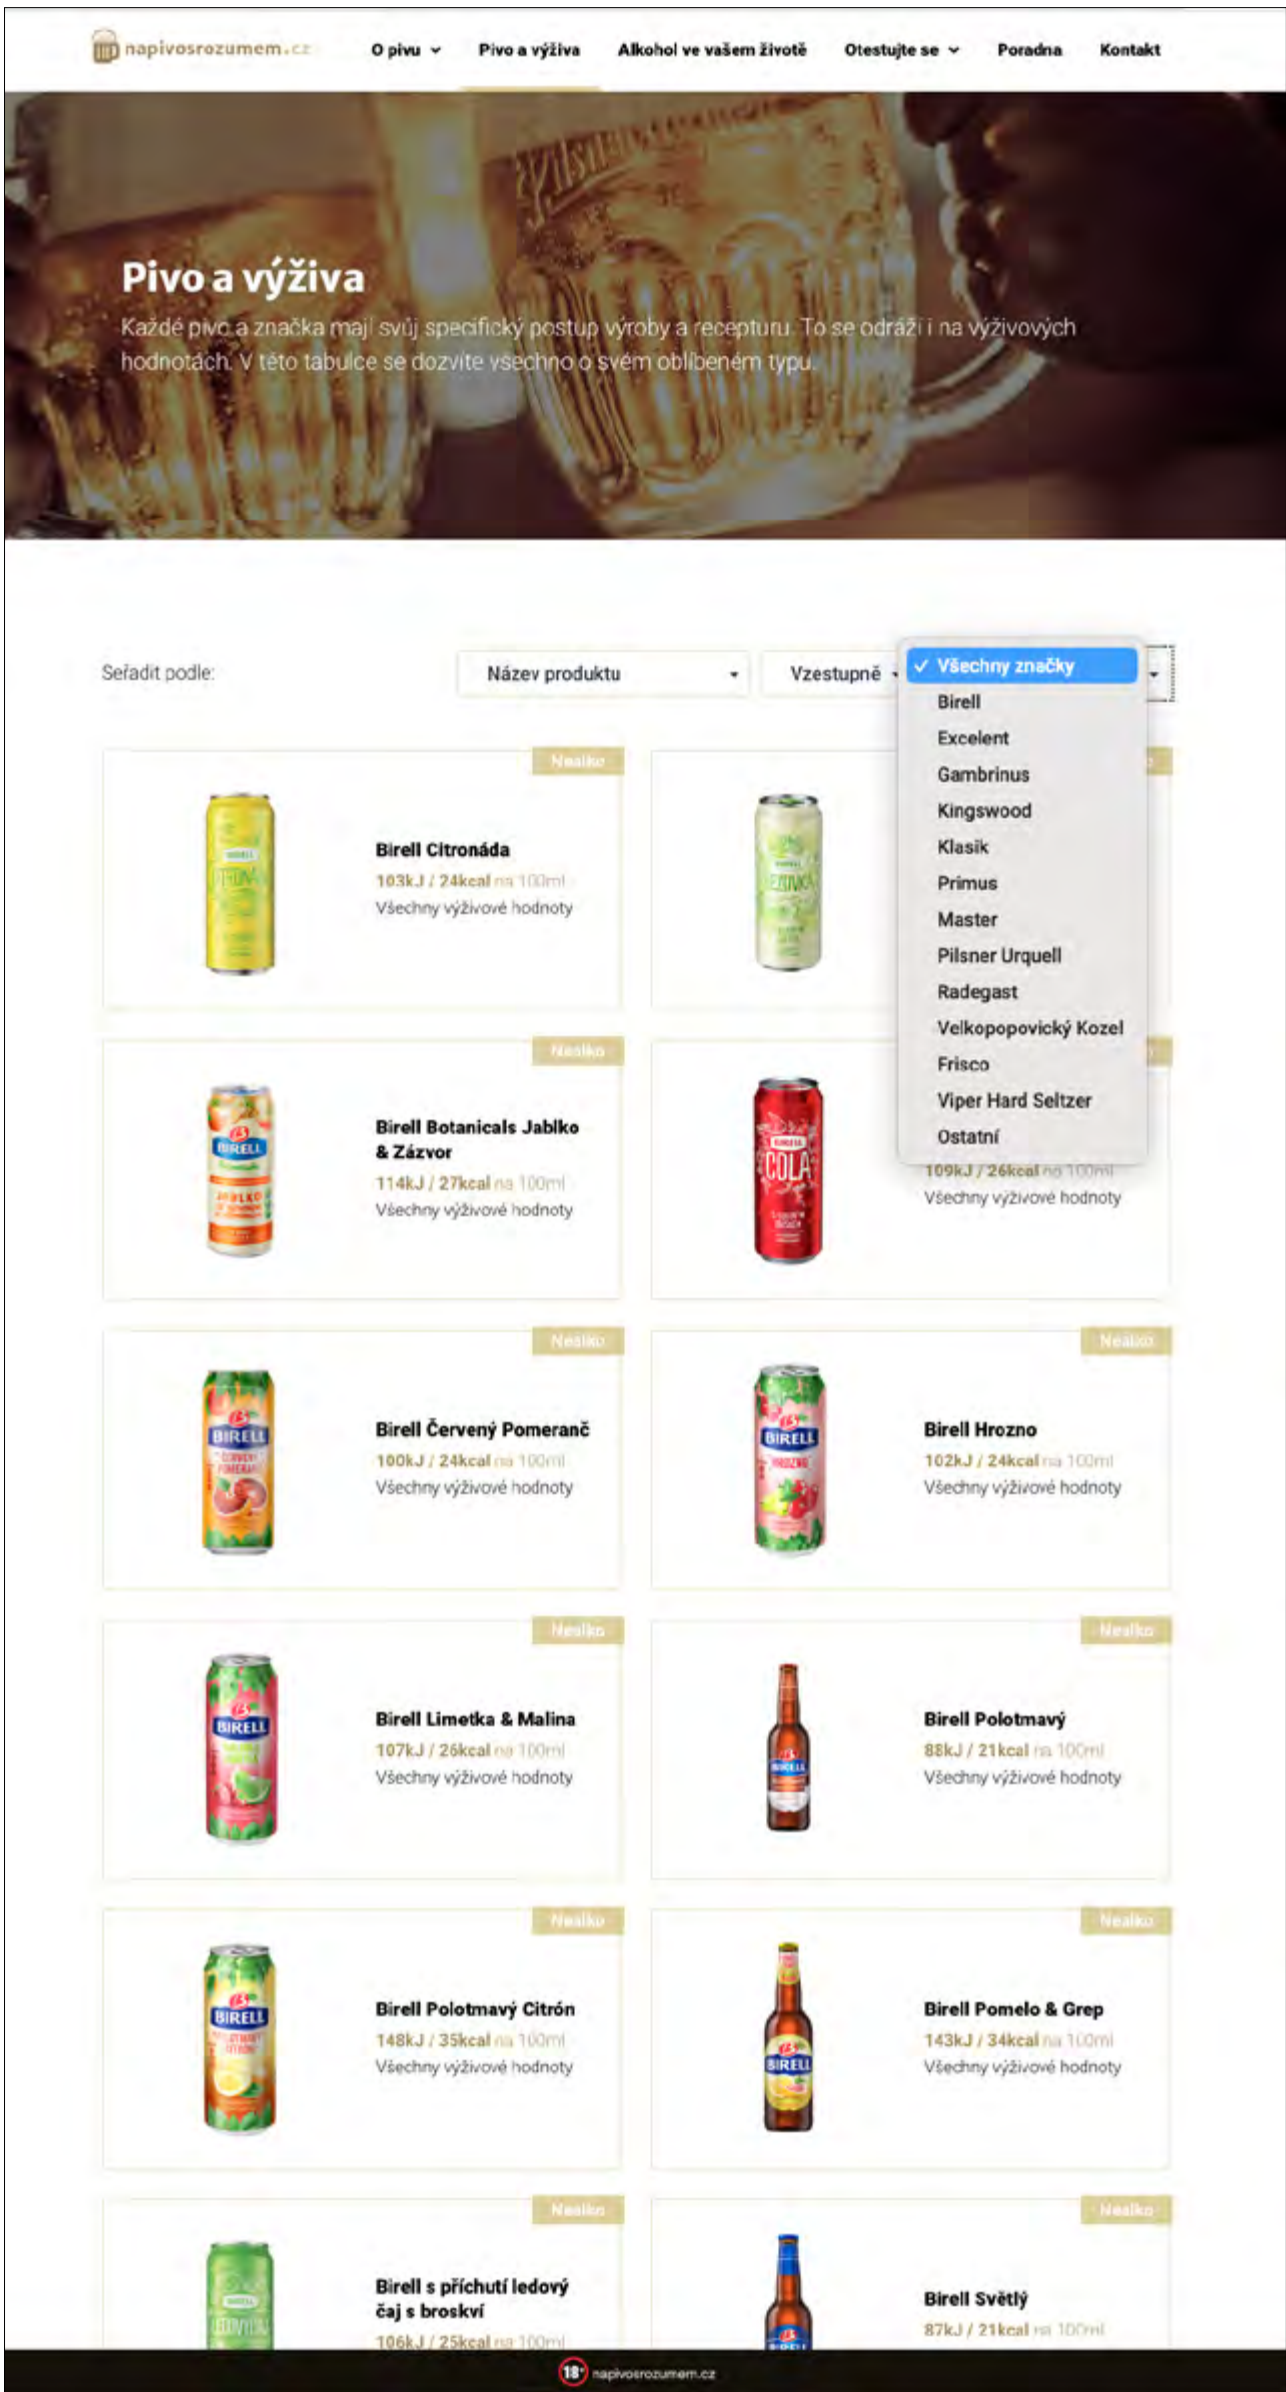 napivosrozumem.cz
O pivu
Pivo a výživa
Alkohol ve vašem životě
Otestujte se
Poradna
Kontakt
Pivo a výživa
Každé pivo a značka mají svůj specifický postup výroby a recepturu. To se odráží i na výživových
hodnotách. V této tabulce se dozvíte všechno o svém oblíbeném typu.
Seřadit podle:
Název produktu
Vzestupně
✓ Všechny značky
Birell
Excelent
Gambrinus
Kingswood
Klasik
Primus
Master
Pilsner Urquell
Radegast
Velkopopovický Kozel
Frisco
Viper Hard Seltzer
Ostatní
Nealko
Birell Citronáda
103kJ / 24kcal na 100ml
Všechny výživové hodnoty
Nealko
BIRELL
Birell Botanicals Jablko
& Zázvor
114kJ / 27kcal na 100ml
Všechny výživové hodnoty
COLA
109kJ / 26kcal na 100ml
Všechny výživové hodnoty
Nealko
BIRELL
Birell Červený Pomeranč
100kJ / 24kcal na 100ml
Všechny výživové hodnoty
Nealko
BIRELL
HROZNO
Birell Hrozno
102kJ / 24kcal na 100ml
Všechny výživové hodnoty
Nealko
BIRELL
Birell Limetka & Malina
107kJ / 26kcal na 100ml
Všechny výživové hodnoty
Nealko
BIRELL
Birell Polotmavý
88kJ / 21kcal na 100ml
Všechny výživové hodnoty
Nealko
BIRELL
Birell Polotmavý Citrón
148kJ / 35kcal na 100ml
Všechny výživové hodnoty
Nealko
BIRELL
Birell Pomelo & Grep
143kJ / 34kcal na 100ml
Všechny výživové hodnoty
Nealko
Birell s příchutí ledový
čaj s broskví
106kJ / 25kcal na 100ml
Nealko
Birell Světlý
87kJ / 21kcal na 100ml
18+ napivosrozumem.cz